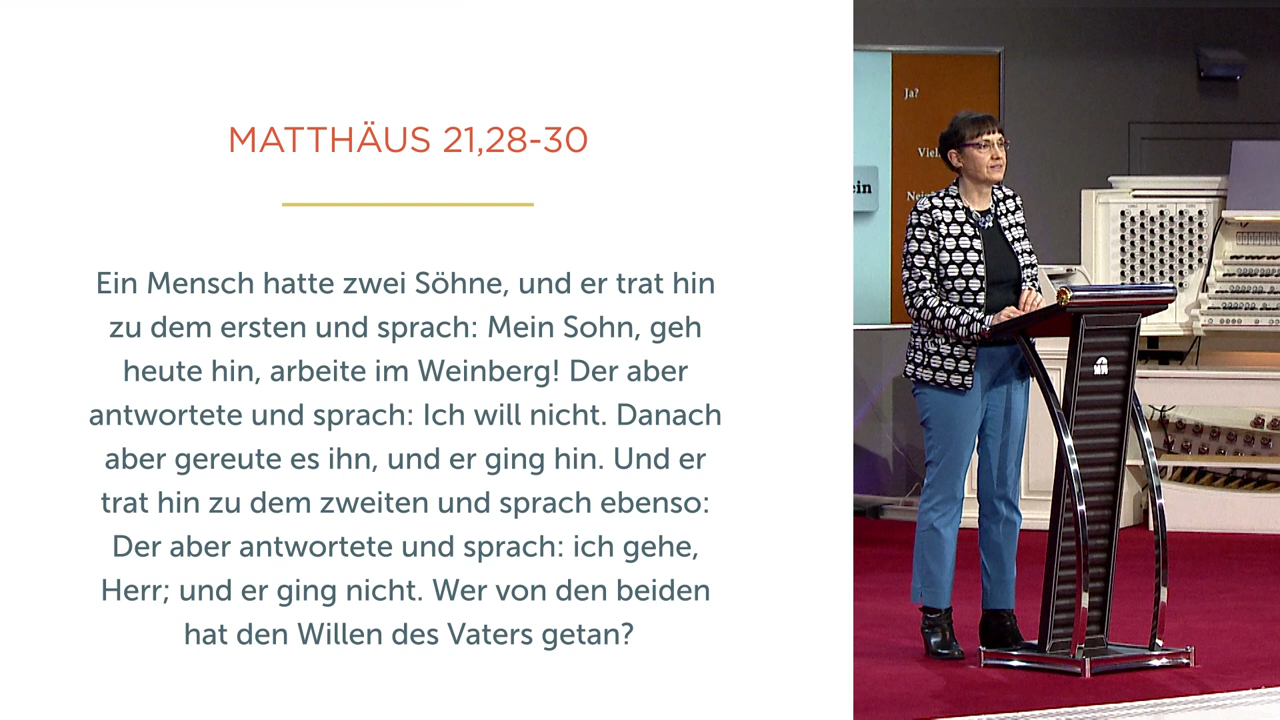 MATTHÄUS 21,28-30
Ein Mensch hatte zwei Söhne, und er trat hin
zu dem ersten und sprach: Mein Sohn, geh
heute hin, arbeite im Weinberg! Der aber
antwortete und sprach: Ich will nicht. Danach
aber gereute es ihn, und er ging hin. Und er
trat hin zu dem zweiten und sprach ebenso:
Der aber antwortete und sprach: ich gehe,
Herr; und er ging nicht. Wer von den beiden
hat den Willen des Vaters getan?
Ja?